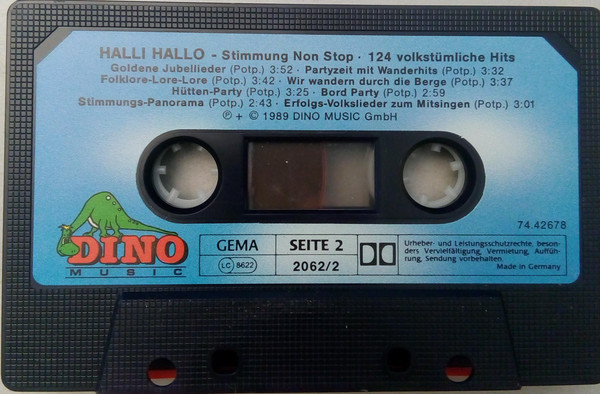 HALLI HALLO - Stimmung Non Stop · 124 volkstümliche Hits
Goldene Jubellieder (Potp.) 3:52 · Partyzeit mit Wanderhits (Potp.) 3:32
Folklore-Lore-Lore (Potp.) 3:42 · Wir wandern durch die Berge (Potp.) 3:37
Hütten-Party (Potp.) 3:25 · Bord Party (Potp.) 2:59
Stimmungs-Panorama (Potp.) 2:43 · Erfolgs-Volkslieder zum Mitsingen (Potp.) 3:01
℗ + © 1989 DINO MUSIC GmbH
74.42678
DINO
MUSIC
GEMA
LC 8622
SEITE 2
2062/2
Urheber- und Leistungsschutzrechte, beson-
ders Vervielfältigung, Vermietung, Auffüh-
rung, Sendung vorbehalten.
Made in Germany